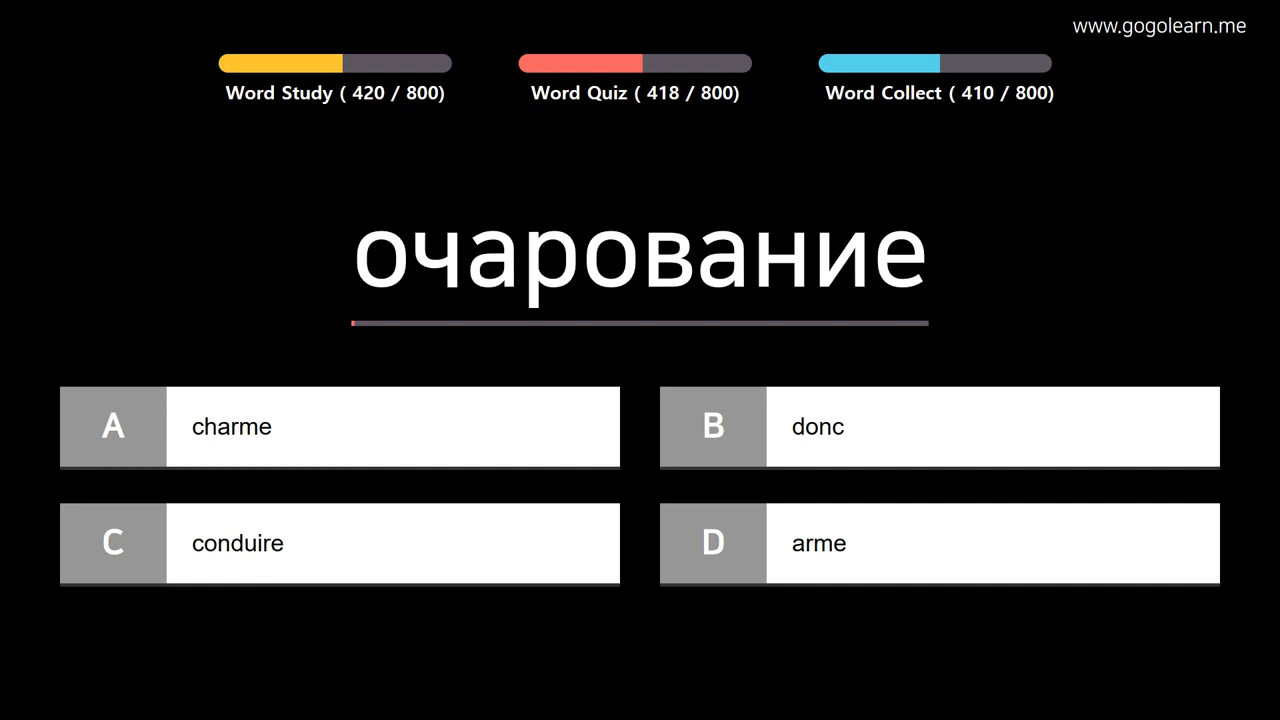 www.gogolearn.me
Word Study ( 420 / 800)
Word Quiz ( 418 / 800)
Word Collect ( 410 / 800)
очарование
A charme
B donc
C conduire
D arme